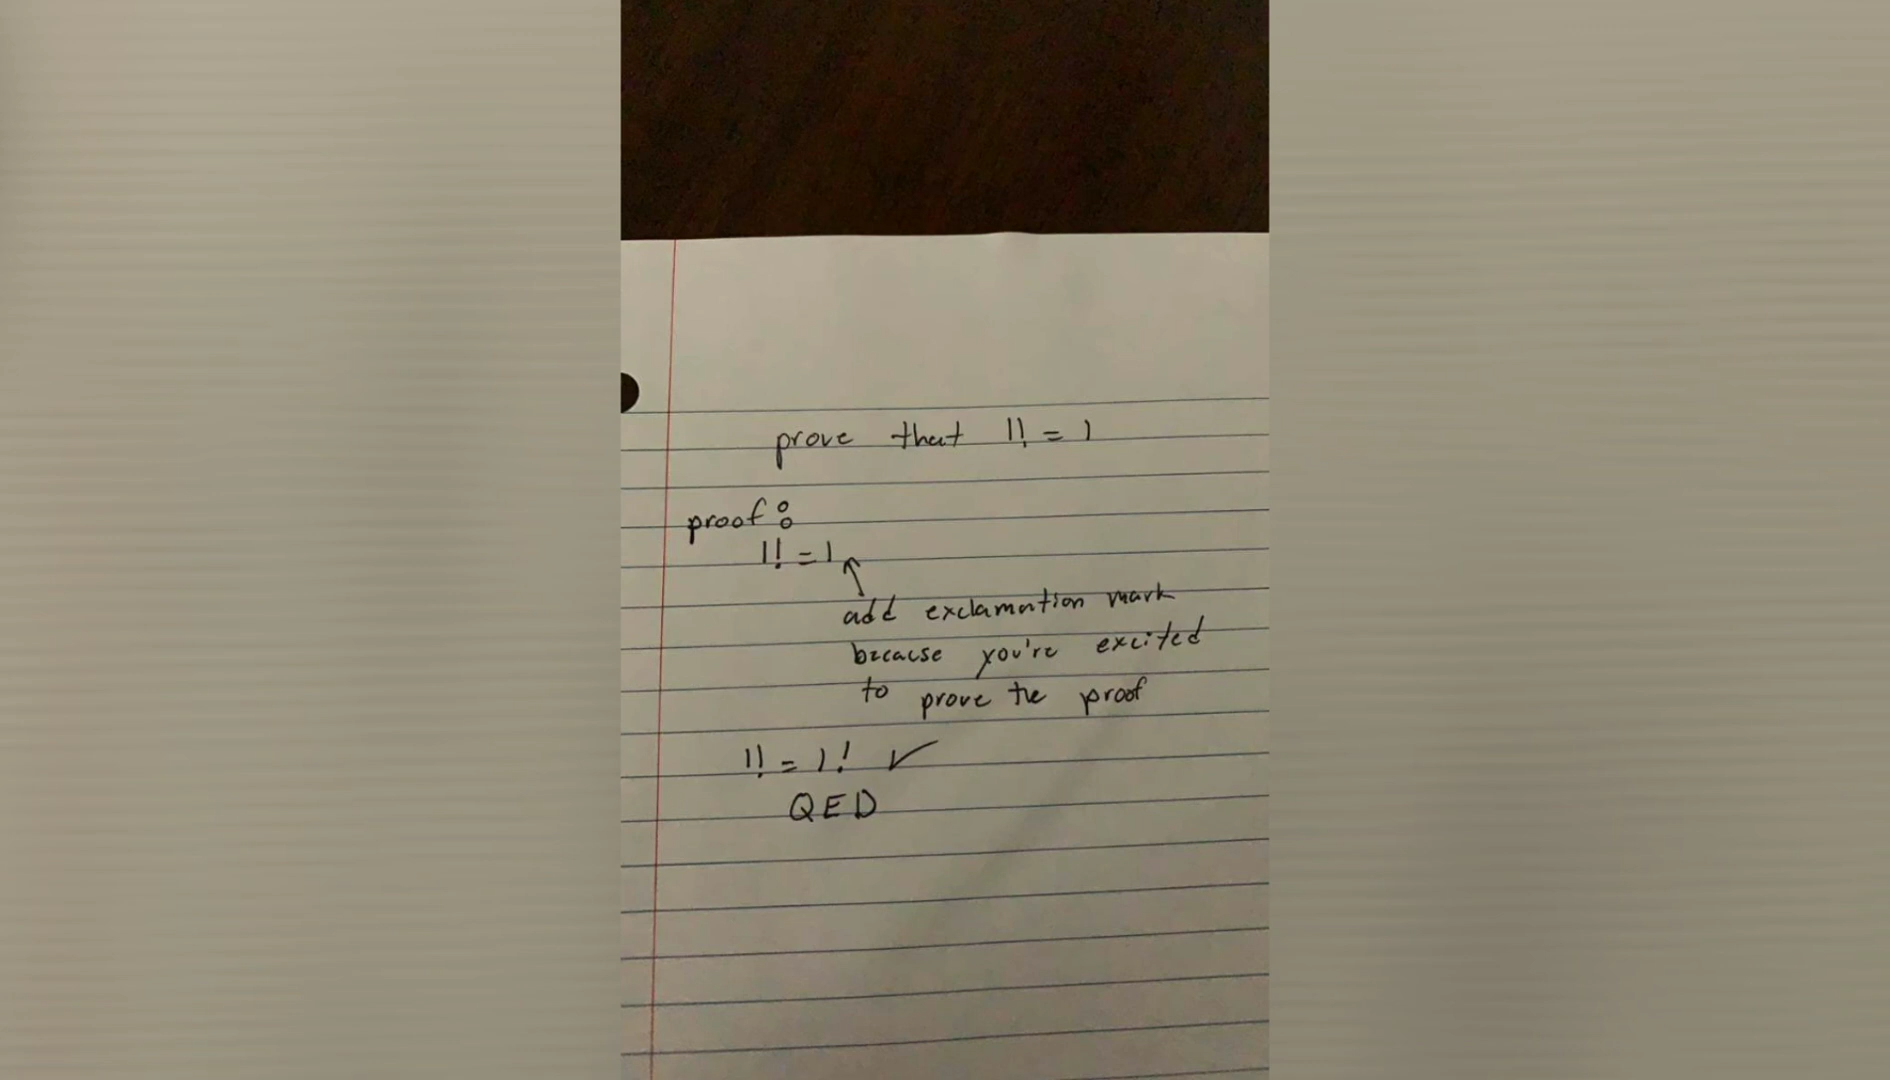 prove that 1! = 1
proof:
1! = 1
add exclamation mark
because you're excited
to prove the proof
1! = 1! ✓
QED